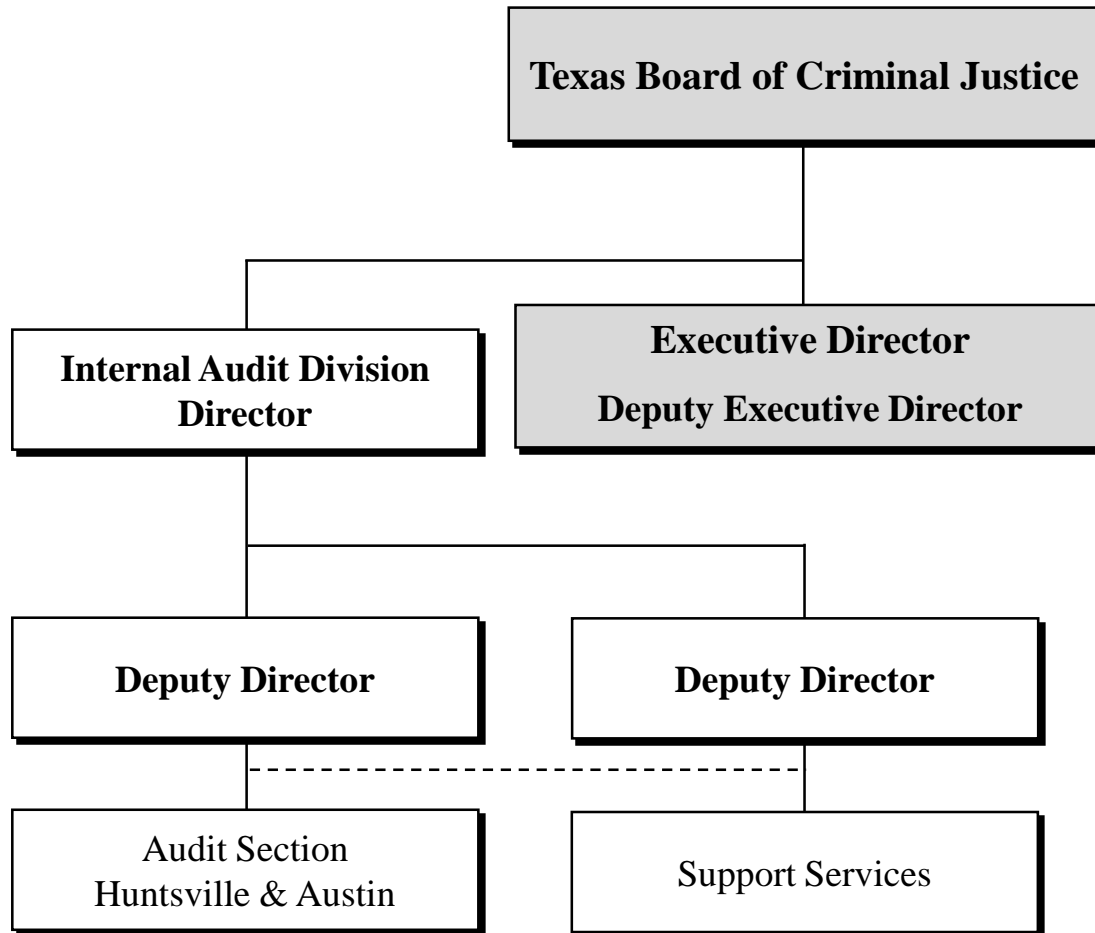 Texas Board of Criminal Justice
Internal Audit Division
Director
Executive Director
Deputy Executive Director
Deputy Director
Deputy Director
Audit Section
Huntsville & Austin
Support Services